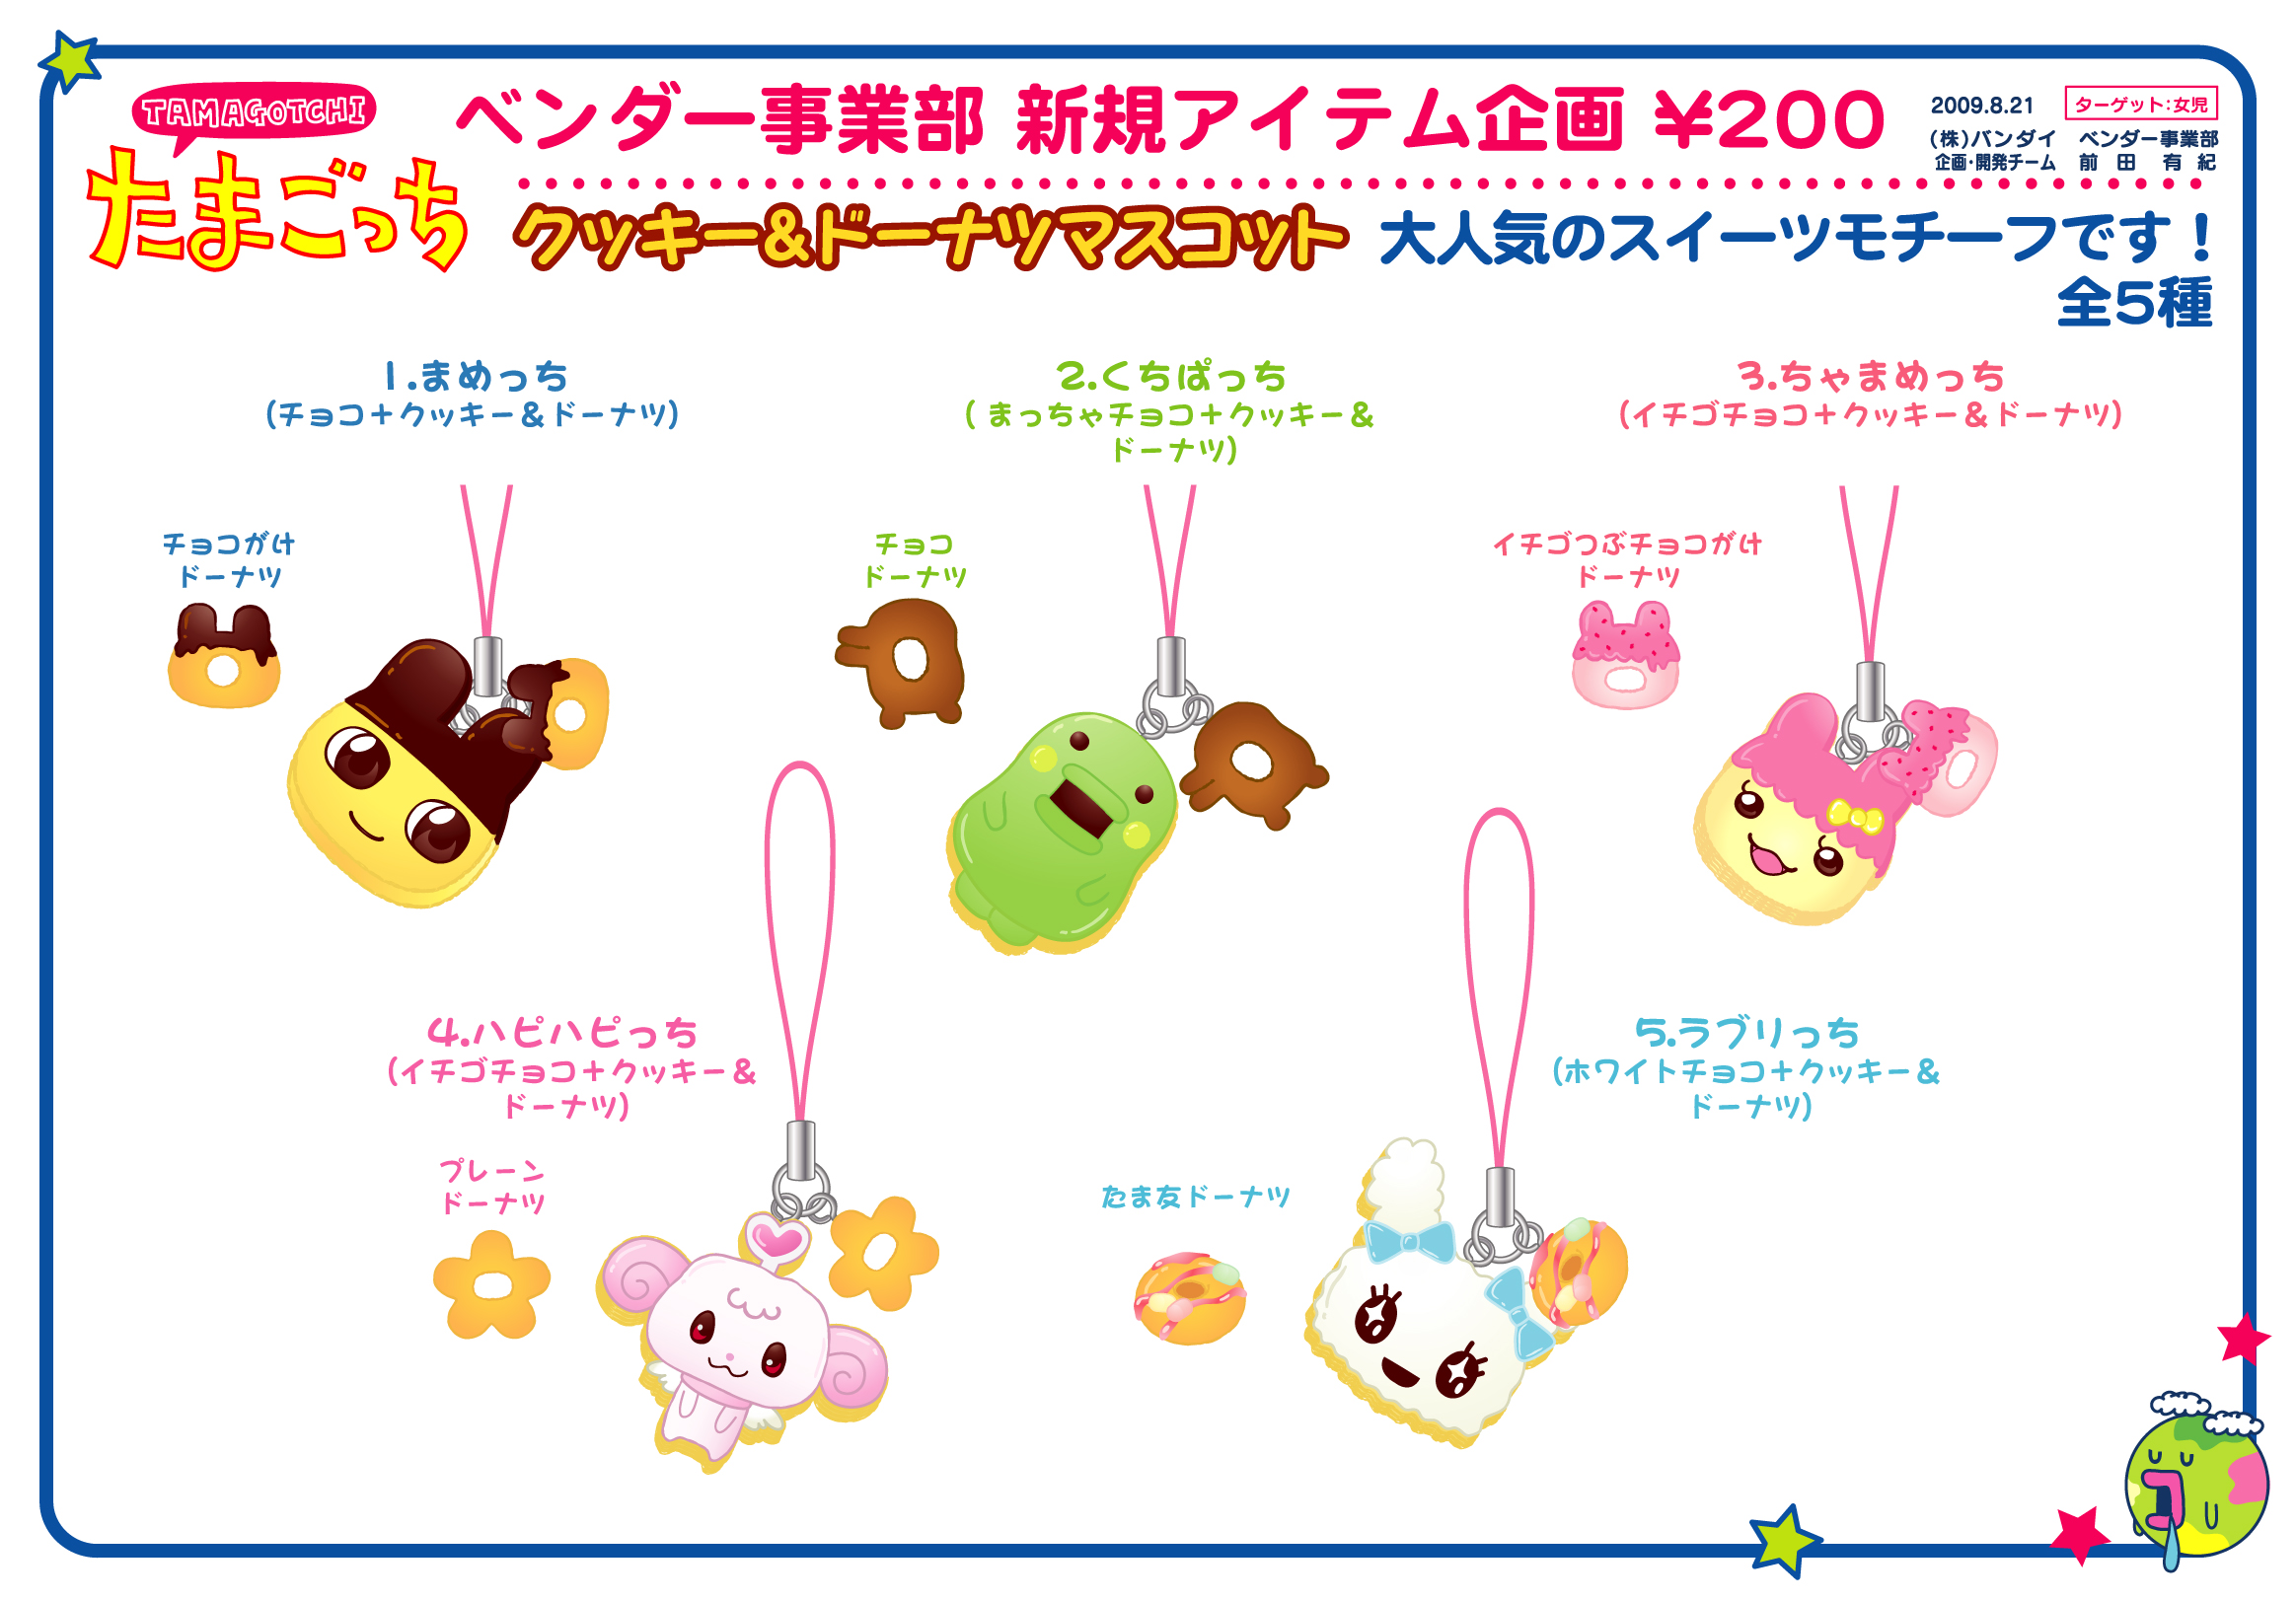 TAMAGOTCHI
たまごっち
ベンダー事業部 新規アイテム企画 ¥200
2009.8.21 ターゲット:女児
(株)バンダイ ベンダー事業部
企画・開発チーム 前田 有紀
クッキー&ドーナツマスコット 大人気のスイーツモチーフです!
全5種
1.まめっち
(チョコ+クッキー&ドーナツ)
チョコがけ
ドーナツ
2.くちぱっち
(まっちゃチョコ+クッキー&
ドーナツ)
チョコ
ドーナツ
3.ちゃまめっち
(イチゴチョコ+クッキー&ドーナツ)
イチゴつぶチョコがけ
ドーナツ
4.ハピハピっち
(イチゴチョコ+クッキー&
ドーナツ)
プレーン
ドーナツ
5.ラブリっち
(ホワイトチョコ+クッキー&
ドーナツ)
たま友ドーナツ